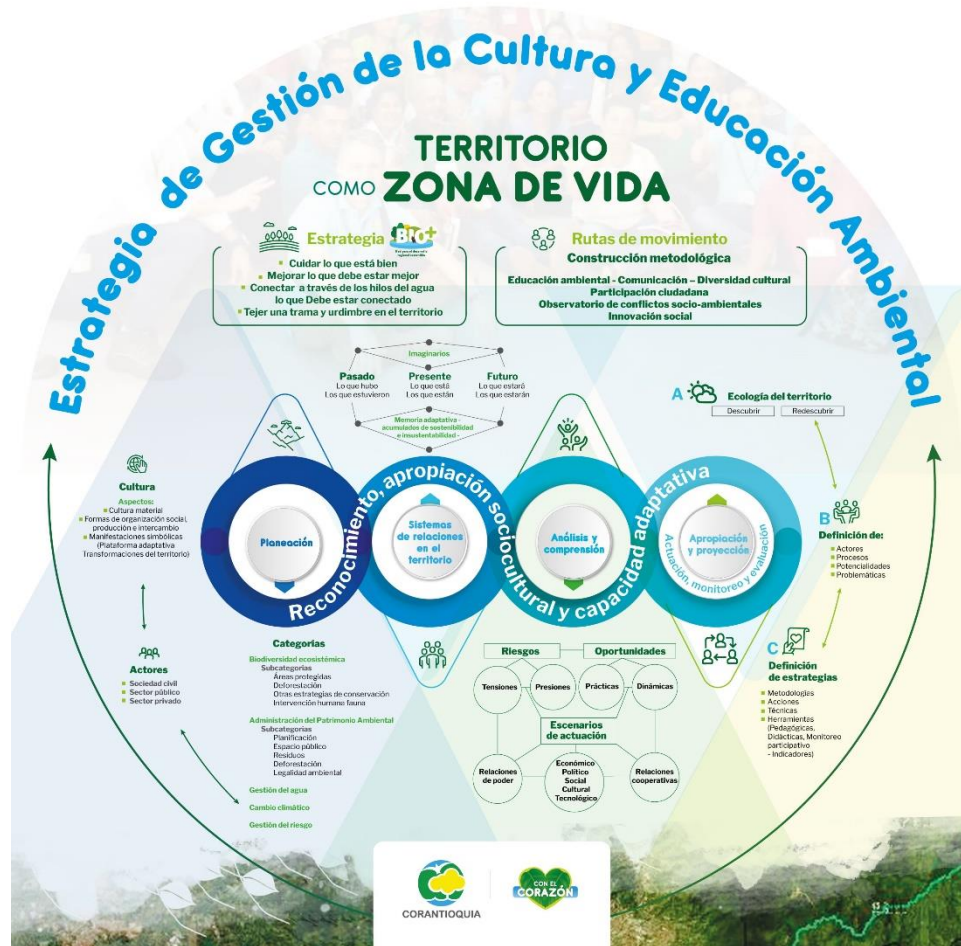 Estrategia de Gestión de la Cultura y Educación Ambiental
TERRITORIO
COMO ZONA DE VIDA
Estrategia BIO+
Cuidar lo que está bien
Mejorar lo que debe estar mejor
Conectar a través de los hilos del agua
lo que Debe estar conectado
Tejer una trama y urdimbre en el territorio
Rutas de movimiento
Construcción metodológica
Educación ambiental - Comunicación – Diversidad cultural
Participación ciudadana
Observatorio de conflictos socio-ambientales
Innovación social
Imaginarios
Pasado
Lo que hubo
Los que estuvieron
Presente
Lo que está
Los que están
Futuro
Lo que estará
Los que estarán
Memoria adaptativa -
acumulados de sostenibilidad
e insustentabilidad -
A
Ecología del territorio
Descubrir
Redescubrir
Cultura
Aspectos:
Cultura material
Formas de organización social,
producción e intercambio
Manifestaciones simbólicas
(Plataforma adaptativa
Transformaciones del territorio)
Reconocimiento, apropiación sociocultural y capacidad adaptativa
Planeación
Sistemas
de relaciones
en el
territorio
Análisis y
comprensión
Apropiación
y proyección
Actuación, monitoreo y evaluación
B
Definición de:
Actores
Procesos
Potencialidades
Problemáticas
Actores
Sociedad civil
Sector público
Sector privado
Categorías
Biodiversidad ecosistémica
Subcategorías
Áreas protegidas
Deforestación
Otras estrategias de conservación
Intervención humana fauna
Administración del Patrimonio Ambiental
Subcategorías
Planificación
Espacio público
Residuos
Deforestación
Legalidad ambiental
Gestión del agua
Cambio climático
Gestión del riesgo
Riesgos
Oportunidades
Tensiones
Presiones
Prácticas
Dinámicas
Escenarios
de actuación
Relaciones
de poder
Económico
Político
Social
Cultural
Tecnológico
Relaciones
cooperativas
C
Definición
de estrategias
Metodologías
Acciones
Técnicas
Herramientas
(Pedagógicas,
Didácticas, Monitoreo
participativo
- Indicadores)
CORANTIOQUIA
CON EL
CORAZÓN